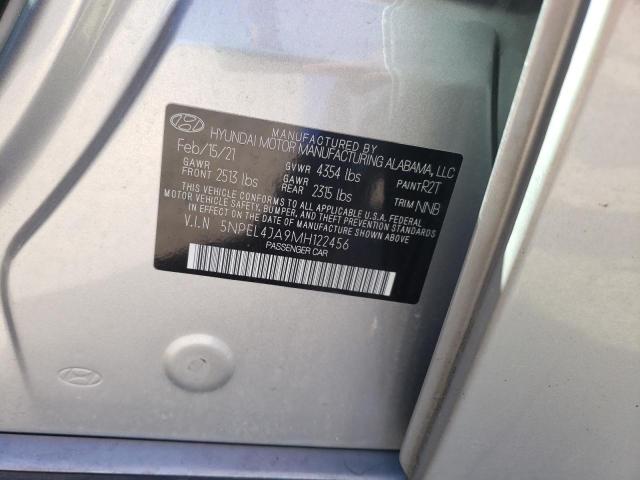 MANUFACTURED BY
HYUNDAI MOTOR MANUFACTURING ALABAMA, LLC
Feb/15/21 GVWR 4354 lbs PAINT R2T
GAWR FRONT 2513 lbs GAWR REAR 2315 lbs TRIM NNB
THIS VEHICLE CONFORMS TO ALL APPLICABLE U.S.A. FEDERAL
MOTOR VEHICLE SAFETY, BUMPER, AND THEFT PREVENTION STANDARDS
IN EFFECT ON THE DATE OF MANUFACTURE SHOWN ABOVE.
V.I.N 5NPEL4JA9MH122456
PASSENGER CAR